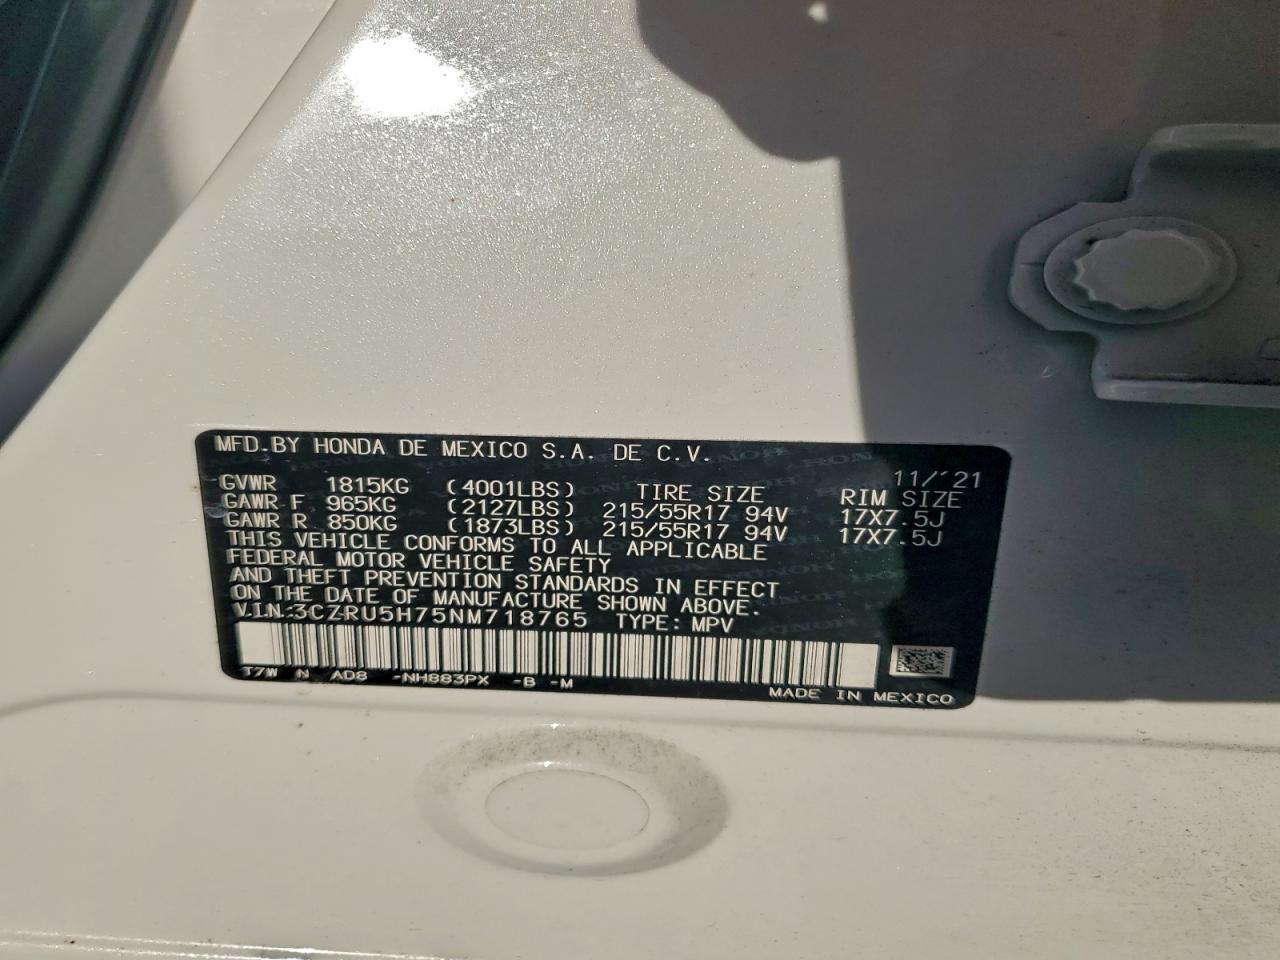 MFD.BY HONDA DE MEXICO S.A. DE C.V.
11/'21
GVWR 1815KG (4001LBS) TIRE SIZE RIM SIZE
GAWR F 965KG (2127LBS) 215/55R17 94V 17X7.5J
GAWR R 850KG (1873LBS) 215/55R17 94V 17X7.5J
THIS VEHICLE CONFORMS TO ALL APPLICABLE
FEDERAL MOTOR VEHICLE SAFETY
AND THEFT PREVENTION STANDARDS IN EFFECT
ON THE DATE OF MANUFACTURE SHOWN ABOVE.
V.I.N.:3CZRU5H75NM718765 TYPE: MPV
T7W N AD8 -NH883PX -B -M
MADE IN MEXICO